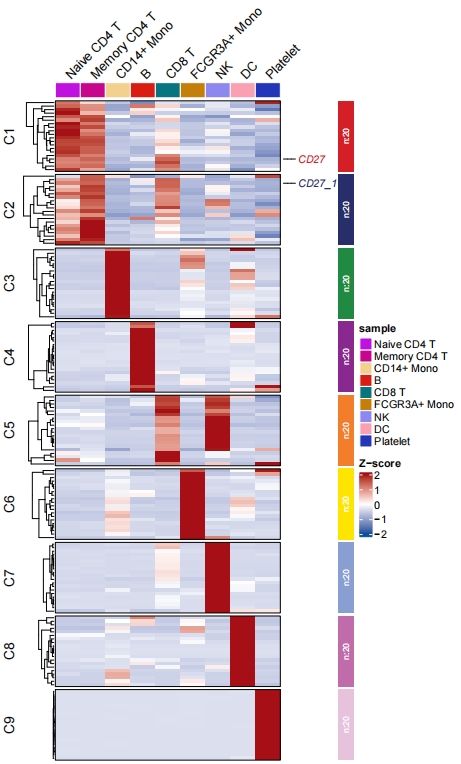 Naive CD4 T
Memory CD4 T
CD14+ Mono
B
CD8 T
FCGR3A+ Mono
NK
DC
Platelet
C1
n:20
CD27
C2
n:20
CD27_1
C3
n:20
C4
n:20
C5
n:20
C6
n:20
C7
n:20
C8
n:20
C9
n:20
sample
Naive CD4 T
Memory CD4 T
CD14+ Mono
B
CD8 T
FCGR3A+ Mono
NK
DC
Platelet
Z−score
2
1
0
−1
−2